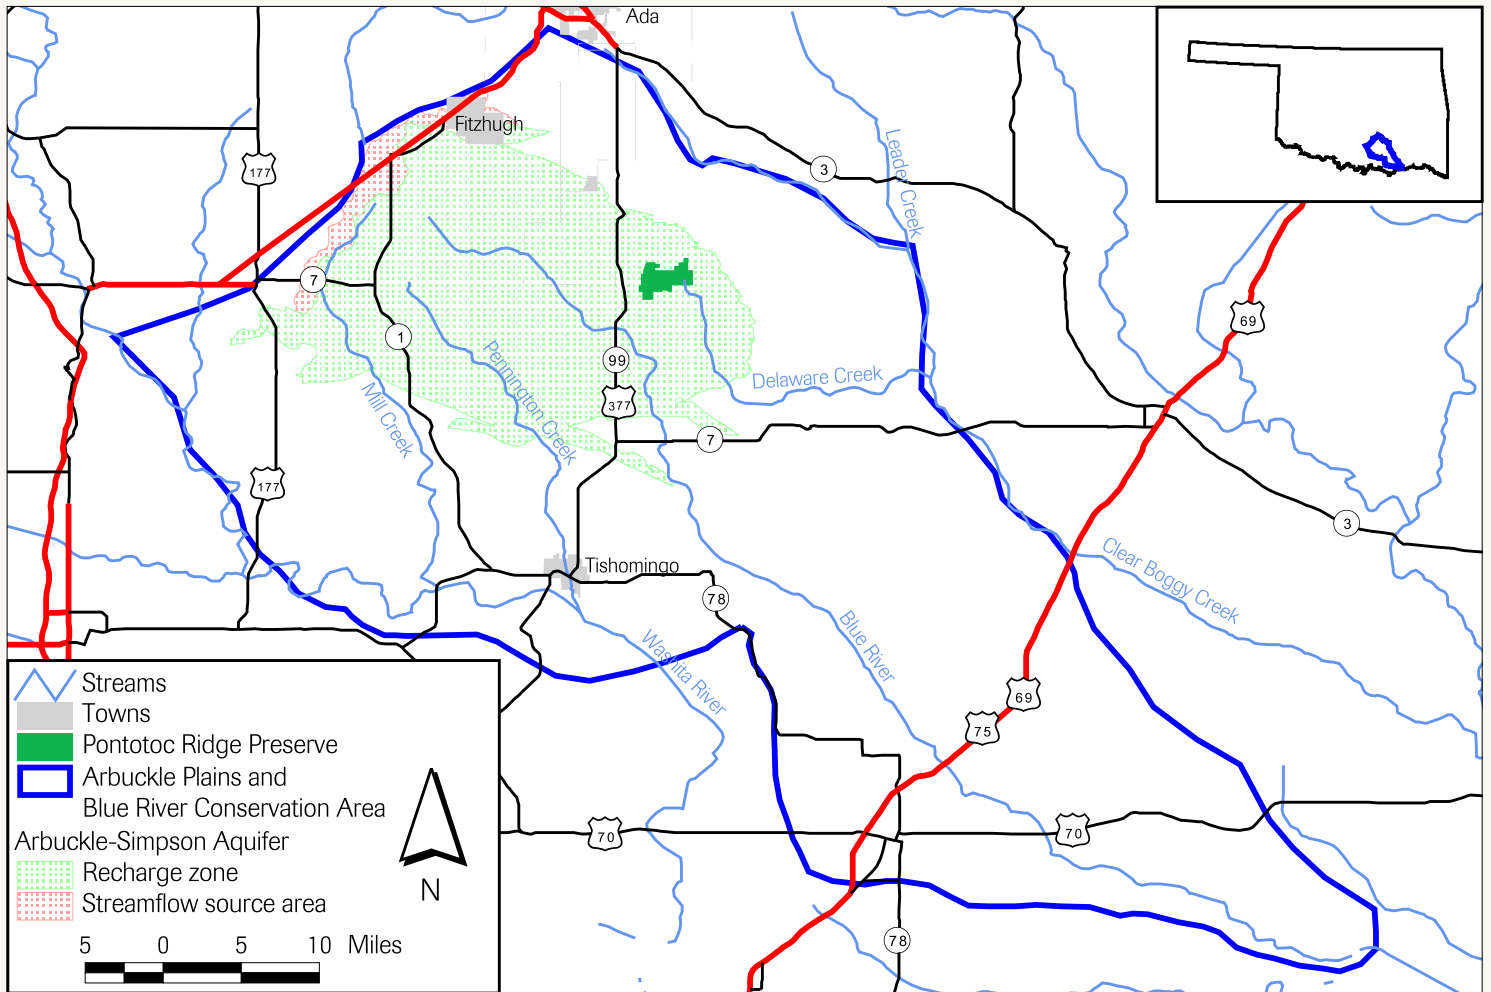 Ada
Fitzhugh
177
3
Leader Creek
7
69
1
Pennington Creek
99
Delaware Creek
Mill Creek
377
7
177
3
Clear Boggy Creek
Tishomingo
78
Blue River
Washita River
69
75
70
70
78
Streams
Towns
Pontotoc Ridge Preserve
Arbuckle Plains and
Blue River Conservation Area
Arbuckle-Simpson Aquifer
Recharge zone
Streamflow source area
N
5 0 5 10 Miles